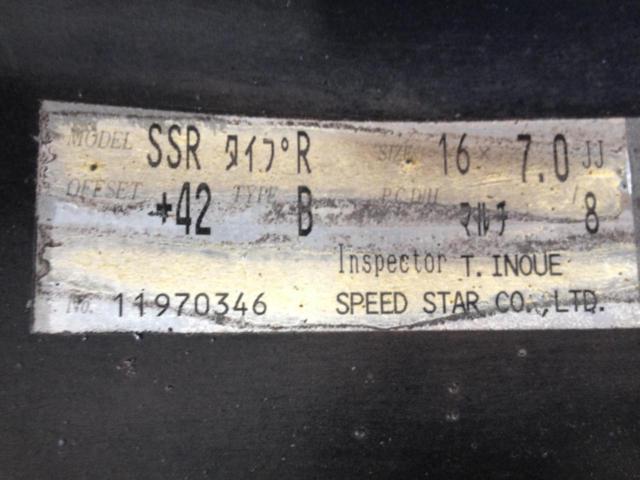 MODEL SSR タイプR SIZE 16 × 7.0 JJ
OFFSET +42 TYPE B P.C.D/H マルチ / 8
Inspector T. INOUE
No. 11970346 SPEED STAR CO.,LTD.